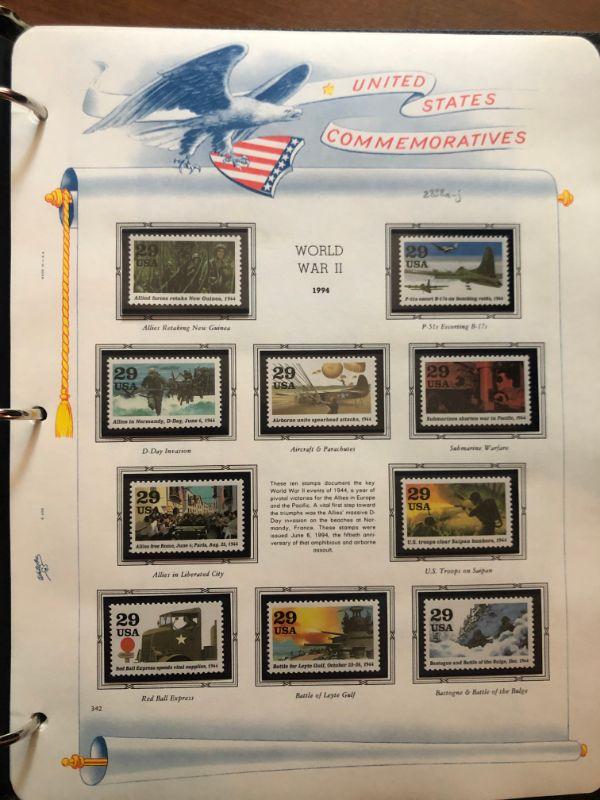 UNITED
STATES
COMMEMORATIVES
2838a-j
WORLD
WAR II
1994
29
USA
Allied forces retake New Guinea, 1944
Allies Retaking New Guinea
29
USA
P-51s escort B-17s on bombing raids, 1944
P-51s Escorting B-17s
29
USA
Allies in Normandy, D-Day, June 6, 1944
D-Day Invasion
29
USA
Airborne units spearhead attacks, 1944
Aircraft & Parachutes
29
USA
Submarines shorten war in Pacific, 1944
Submarine Warfare
29
USA
Allies free Rome, June 4; Paris, Aug. 25, 1944
Allies in Liberated City
These ten stamps document the key
World War II events of 1944, a year of
pivotal victories for the Allies in Europe
and the Pacific. A vital first step toward
the triumphs was the Allies' massive D-
Day invasion on the beaches at Nor-
mandy, France. These stamps were
issued June 6, 1994, the fiftieth anni-
versary of that amphibious and airborne
assault.
29
USA
U.S. troops clear Saipan bunkers, 1944
U.S. Troops on Saipan
29
USA
Red Ball Express speeds vital supplies, 1944
Red Ball Express
29
USA
Battle for Leyte Gulf, October 23-26, 1944
Battle of Leyte Gulf
29
USA
Bastogne and Battle of the Bulge, Dec. 1944
Bastogne & Battle of the Bulge
342